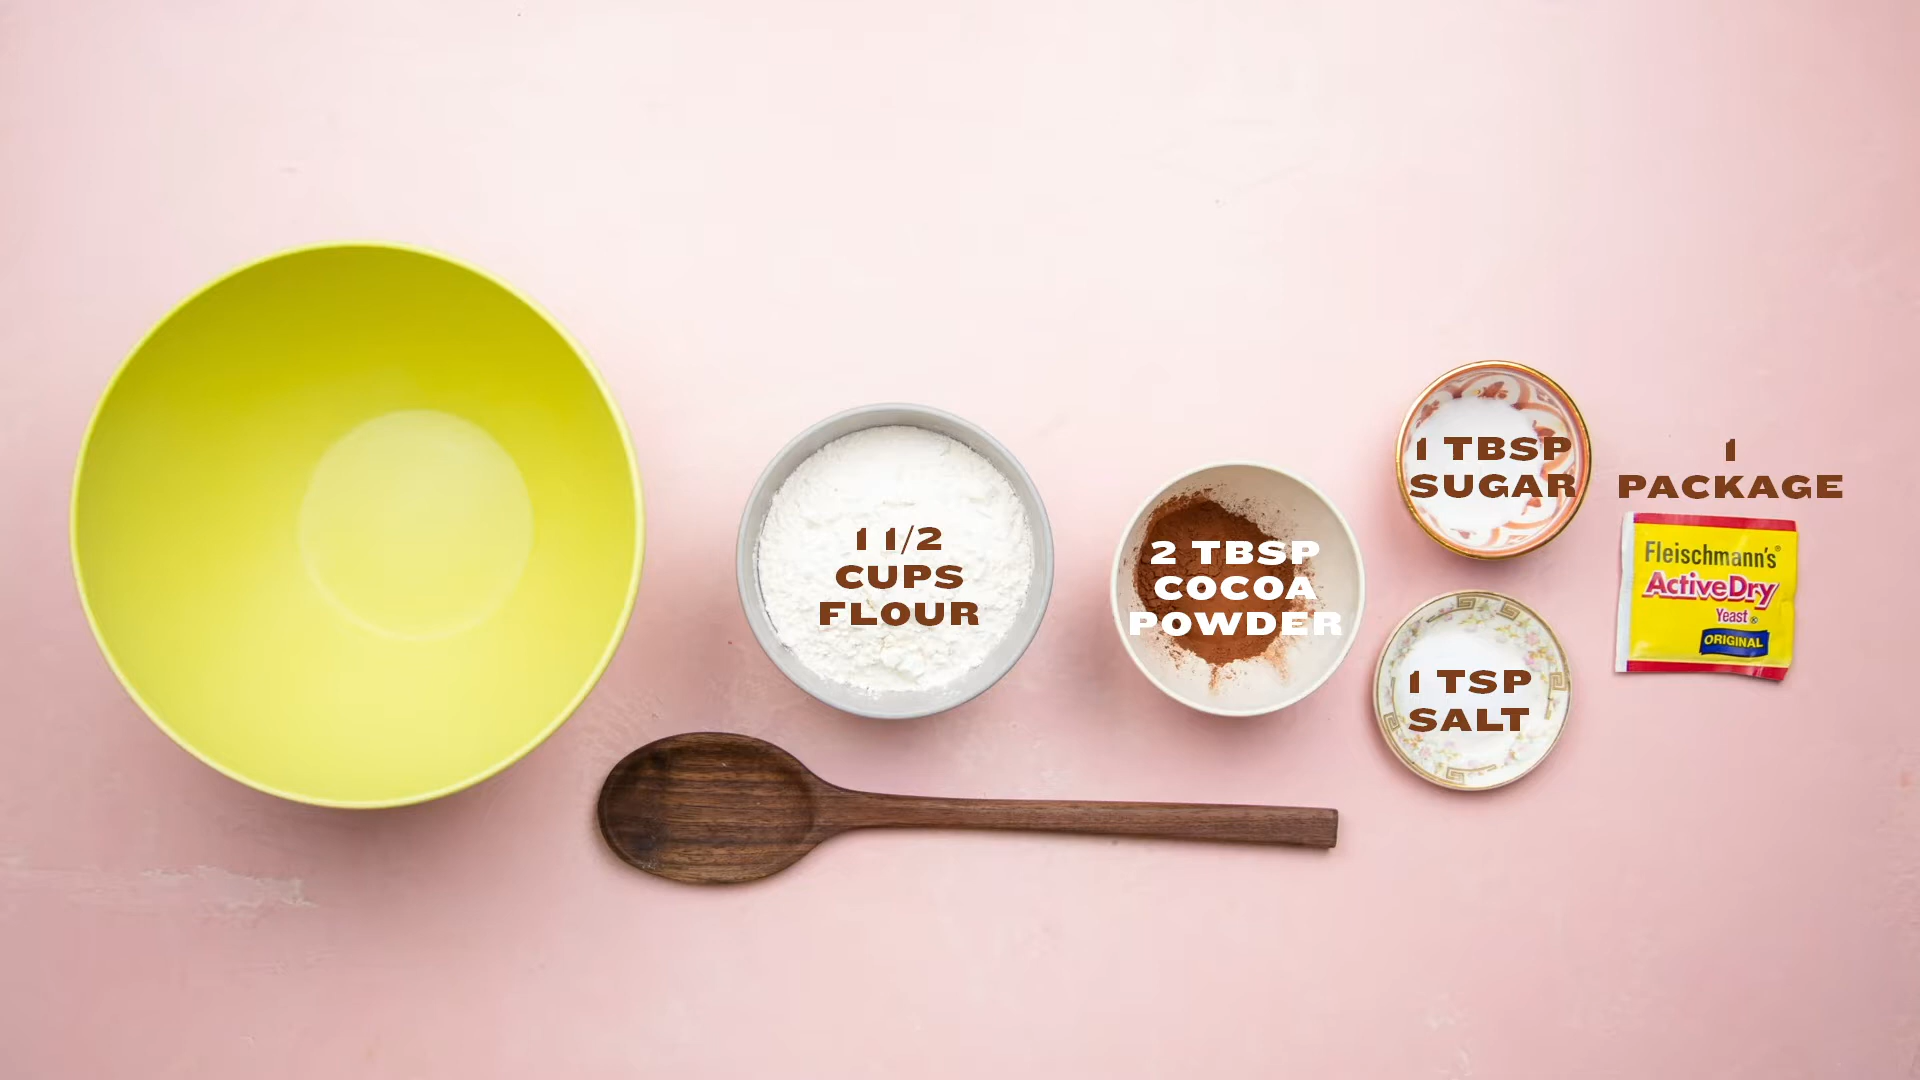 1 1/2
CUPS
FLOUR
2 TBSP
COCOA
POWDER
1 TBSP
SUGAR
1 TSP
SALT
1
PACKAGE
Fleischmann's®
ActiveDry
Yeast®
ORIGINAL